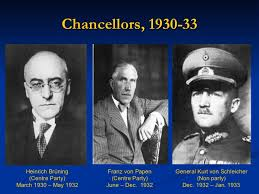 Chancellors, 1930-33
Heinrich Brüning
(Centre Party)
March 1930 – May 1932
Franz von Papen
(Centre Party)
June – Dec. 1932
General Kurt von Schleicher
(Non party)
Dec. 1932 – Jan. 1933